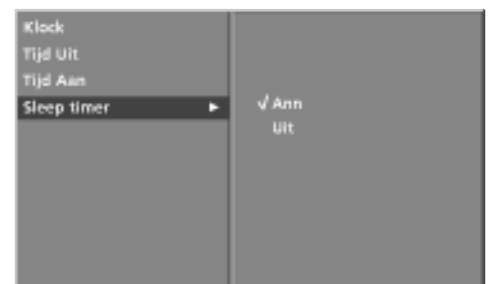 Klock
Tijd Uit
Tijd Aan
Sleep timer
√ Ann
Uit